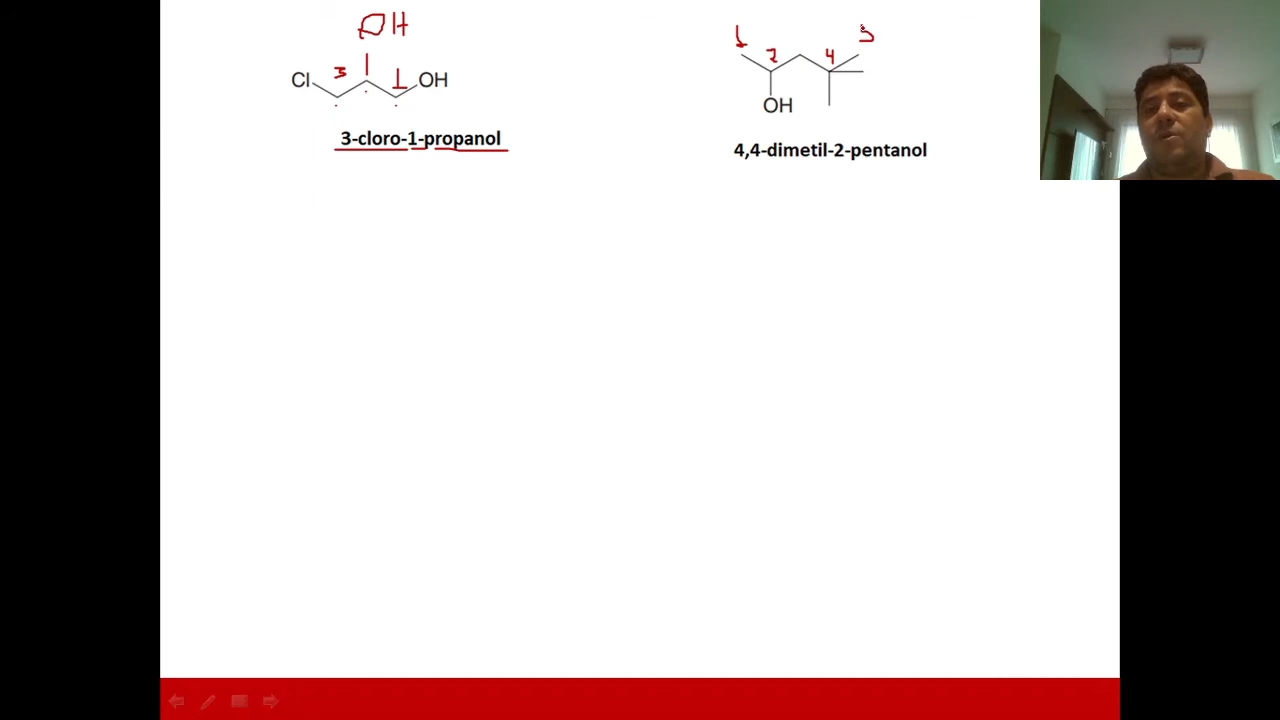 OH
Cl 3 1 OH
3-cloro-1-propanol
1 2 4 5
OH
4,4-dimetil-2-pentanol